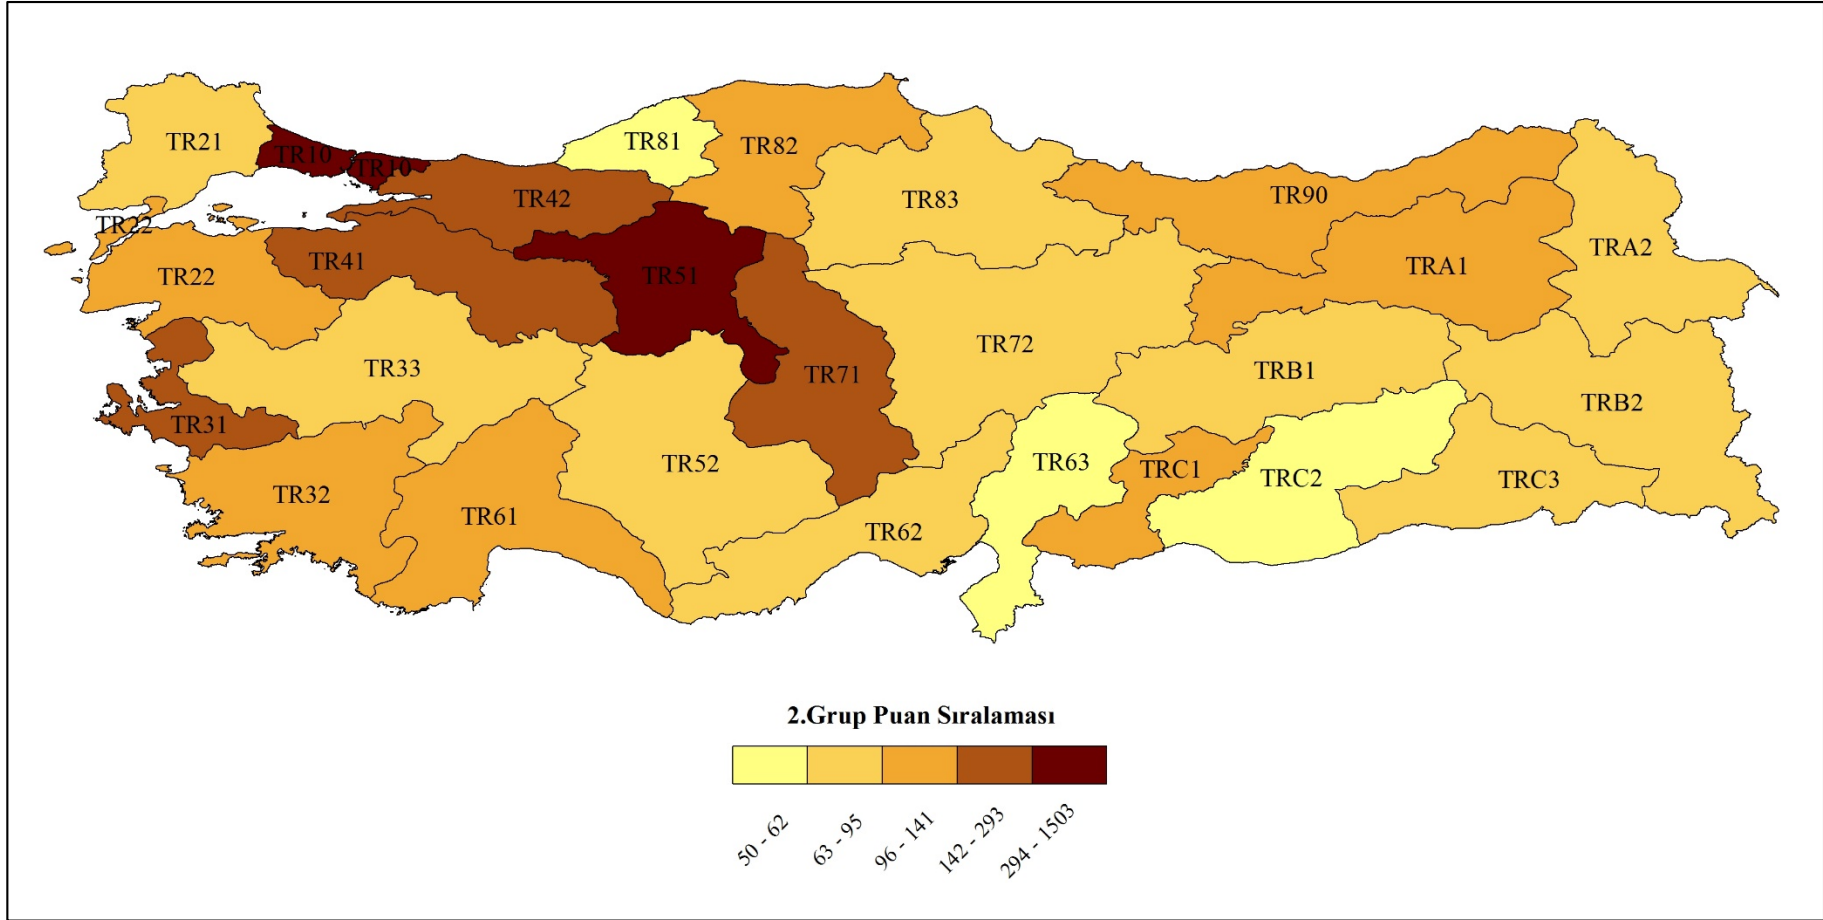 TR81
TR21
TR82
TR10
TR10
TR42
TR83
TR90
TR22
TR41
TR22
TR51
TRA1
TRA2
TR72
TR33
TR71
TRB1
TRB2
TR31
TR52
TR63
TRC1
TRC2
TRC3
TR32
TR61
TR62
2.Grup Puan Sıralaması
50 - 62
63 - 95
96 - 141
142 - 293
294 - 1503